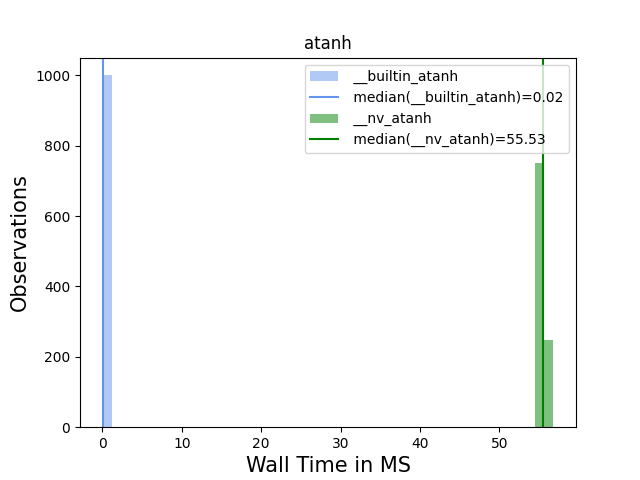 atanh
__builtin_atanh
median(__builtin_atanh)=0.02
__nv_atanh
median(__nv_atanh)=55.53
Observations
1000
800
600
400
200
0
0 10 20 30 40 50
Wall Time in MS